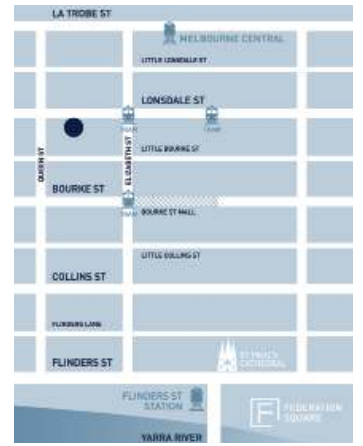 LA TROBE ST
MELBOURNE CENTRAL
LITTLE LONSDALE ST
LONSDALE ST
TRAM
TRAM
LITTLE BOURKE ST
QUEEN ST
ELIZABETH ST
BOURKE ST
TRAM
BOURKE ST MALL
LITTLE COLLINS ST
COLLINS ST
FLINDERS LANE
FLINDERS ST
ST PAUL'S
CATHEDRAL
FLINDERS ST
STATION
F
FEDERATION
SQUARE
YARRA RIVER